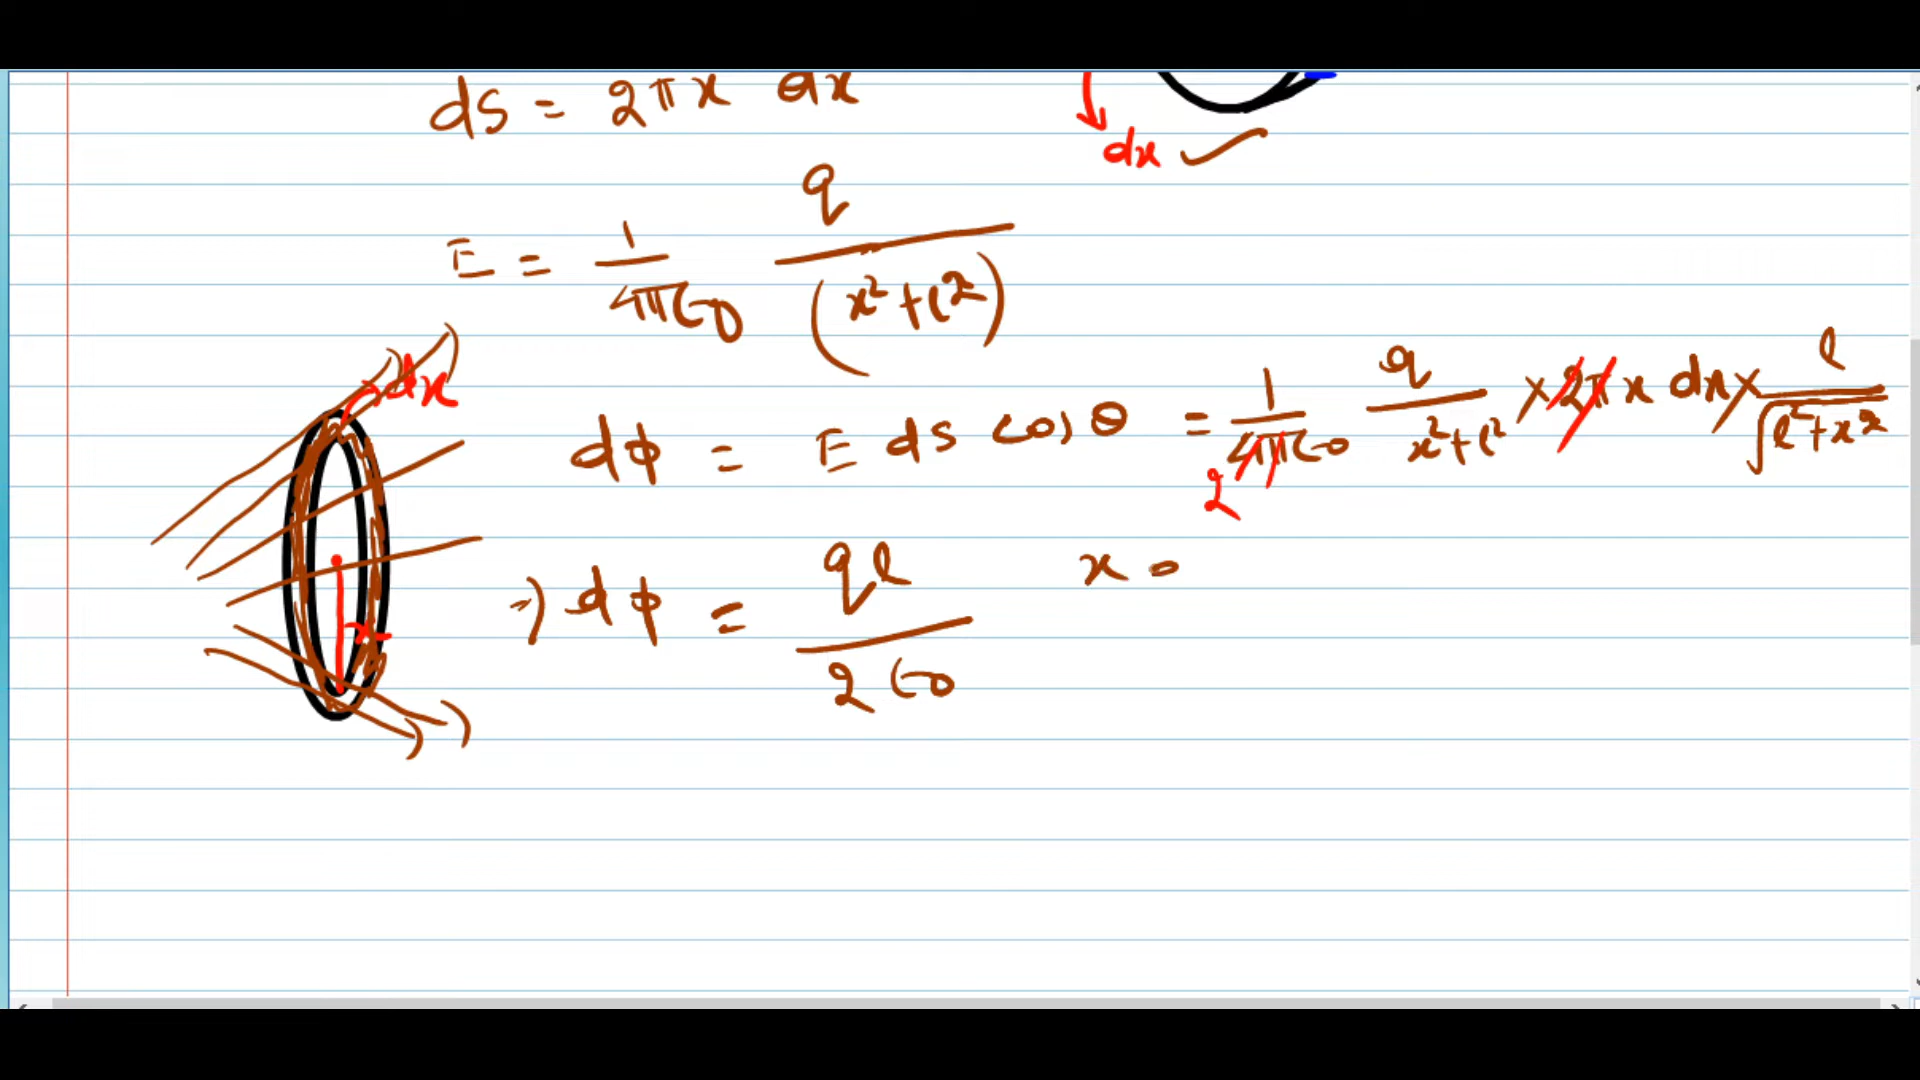 ds = 2πx dx
dx ✓
E = 1/4πϵ0 q/(x²+l²)
dx
dφ = E ds cosθ = 1/4πϵ0 q/x²+l² × 2πx dx × l/√l²+x²
2
x
⇒ dφ = ql/2ϵ0 x